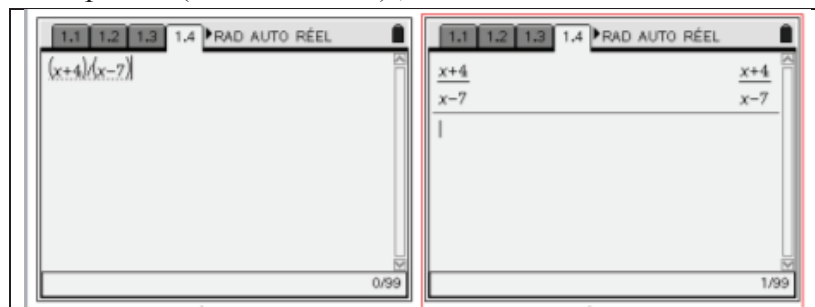 1.1 1.2 1.3 1.4 RAD AUTO RÉEL
(x+4)/(x−7)
0/99
1.1 1.2 1.3 1.4 RAD AUTO RÉEL
x+4 x+4
x−7 x−7
1/99